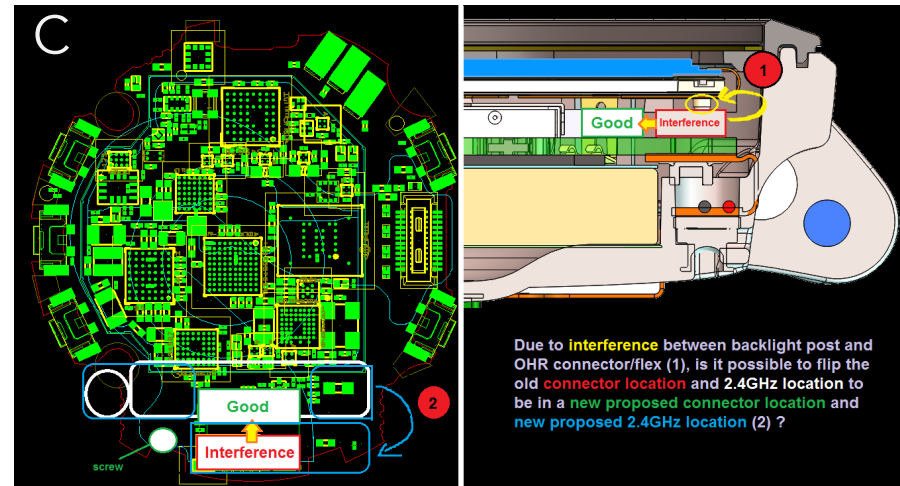 C
Good
Interference
screw
2
1
Good
Interference
Due to interference between backlight post and
OHR connector/flex (1), is it possible to flip the
old connector location and 2.4GHz location to
be in a new proposed connector location and
new proposed 2.4GHz location (2) ?